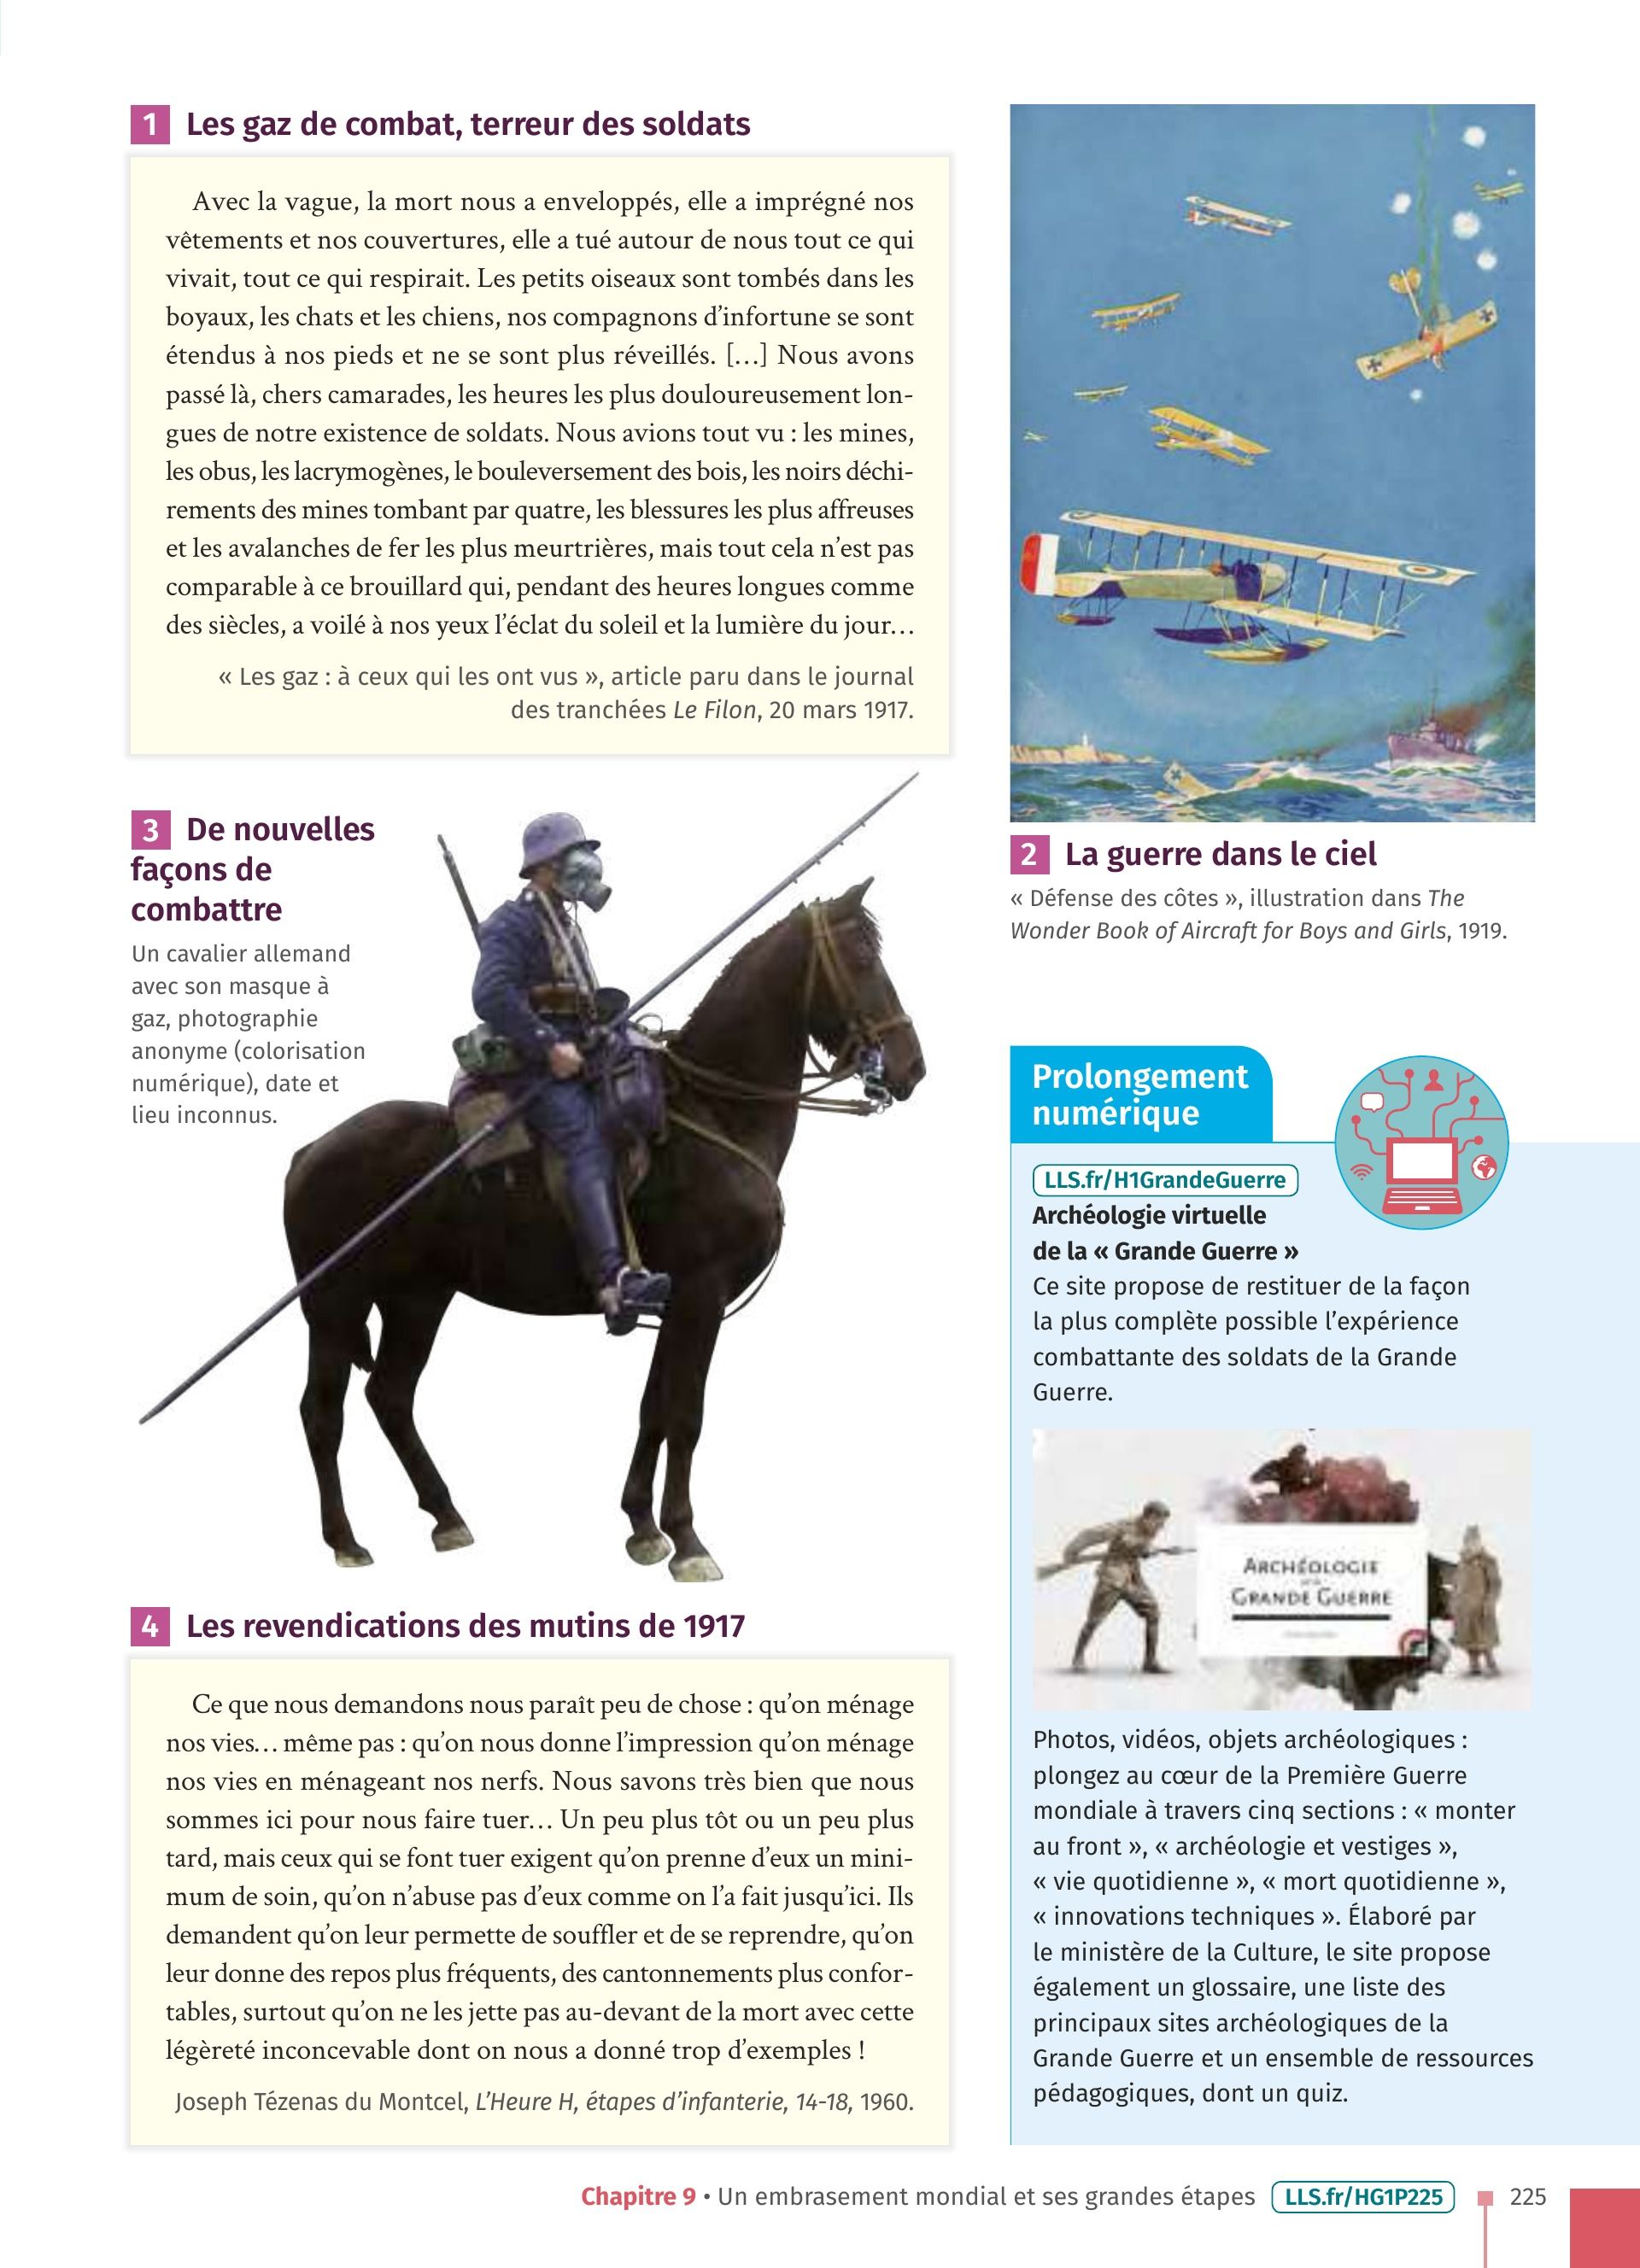 1 Les gaz de combat, terreur des soldats
Avec la vague, la mort nous a enveloppés, elle a imprégné nos
vêtements et nos couvertures, elle a tué autour de nous tout ce qui
vivait, tout ce qui respirait. Les petits oiseaux sont tombés dans les
boyaux, les chats et les chiens, nos compagnons d’infortune se sont
étendus à nos pieds et ne se sont plus réveillés. […] Nous avons
passé là, chers camarades, les heures les plus douloureusement lon-
gues de notre existence de soldats. Nous avions tout vu : les mines,
les obus, les lacrymogènes, le bouleversement des bois, les noirs déchi-
rements des mines tombant par quatre, les blessures les plus affreuses
et les avalanches de fer les plus meurtrières, mais tout cela n’est pas
comparable à ce brouillard qui, pendant des heures longues comme
des siècles, a voilé à nos yeux l’éclat du soleil et la lumière du jour…
« Les gaz : à ceux qui les ont vus », article paru dans le journal
des tranchées Le Filon, 20 mars 1917.
2 La guerre dans le ciel
« Défense des côtes », illustration dans The
Wonder Book of Aircraft for Boys and Girls, 1919.
3 De nouvelles
façons de
combattre
Un cavalier allemand
avec son masque à
gaz, photographie
anonyme (colorisation
numérique), date et
lieu inconnus.
4 Les revendications des mutins de 1917
Ce que nous demandons nous paraît peu de chose : qu’on ménage
nos vies… même pas : qu’on nous donne l’impression qu’on ménage
nos vies en ménageant nos nerfs. Nous savons très bien que nous
sommes ici pour nous faire tuer… Un peu plus tôt ou un peu plus
tard, mais ceux qui se font tuer exigent qu’on prenne d’eux un mini-
mum de soin, qu’on n’abuse pas d’eux comme on l’a fait jusqu’ici. Ils
demandent qu’on leur permette de souffler et de se reprendre, qu’on
leur donne des repos plus fréquents, des cantonnements plus confor-
tables, surtout qu’on ne les jette pas au-devant de la mort avec cette
légèreté inconcevable dont on nous a donné trop d’exemples !
Joseph Tézenas du Montcel, L’Heure H, étapes d’infanterie, 14-18, 1960.
Prolongement
numérique
LLS.fr/H1GrandeGuerre
Archéologie virtuelle
de la « Grande Guerre »
Ce site propose de restituer de la façon
la plus complète possible l’expérience
combattante des soldats de la Grande
Guerre.
ARCHÉOLOGIE
GRANDE GUERRE
Photos, vidéos, objets archéologiques :
plongez au cœur de la Première Guerre
mondiale à travers cinq sections : « monter
au front », « archéologie et vestiges »,
« vie quotidienne », « mort quotidienne »,
« innovations techniques ». Élaboré par
le ministère de la Culture, le site propose
également un glossaire, une liste des
principaux sites archéologiques de la
Grande Guerre et un ensemble de ressources
pédagogiques, dont un quiz.
Chapitre 9 • Un embrasement mondial et ses grandes étapes LLS.fr/HG1P225 225